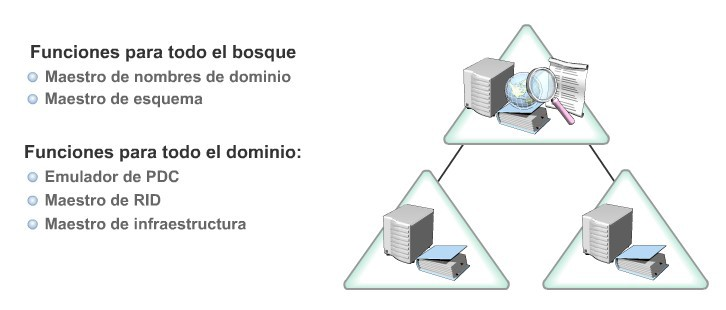 Funciones para todo el bosque
Maestro de nombres de dominio
Maestro de esquema
Funciones para todo el dominio:
Emulador de PDC
Maestro de RID
Maestro de infraestructura